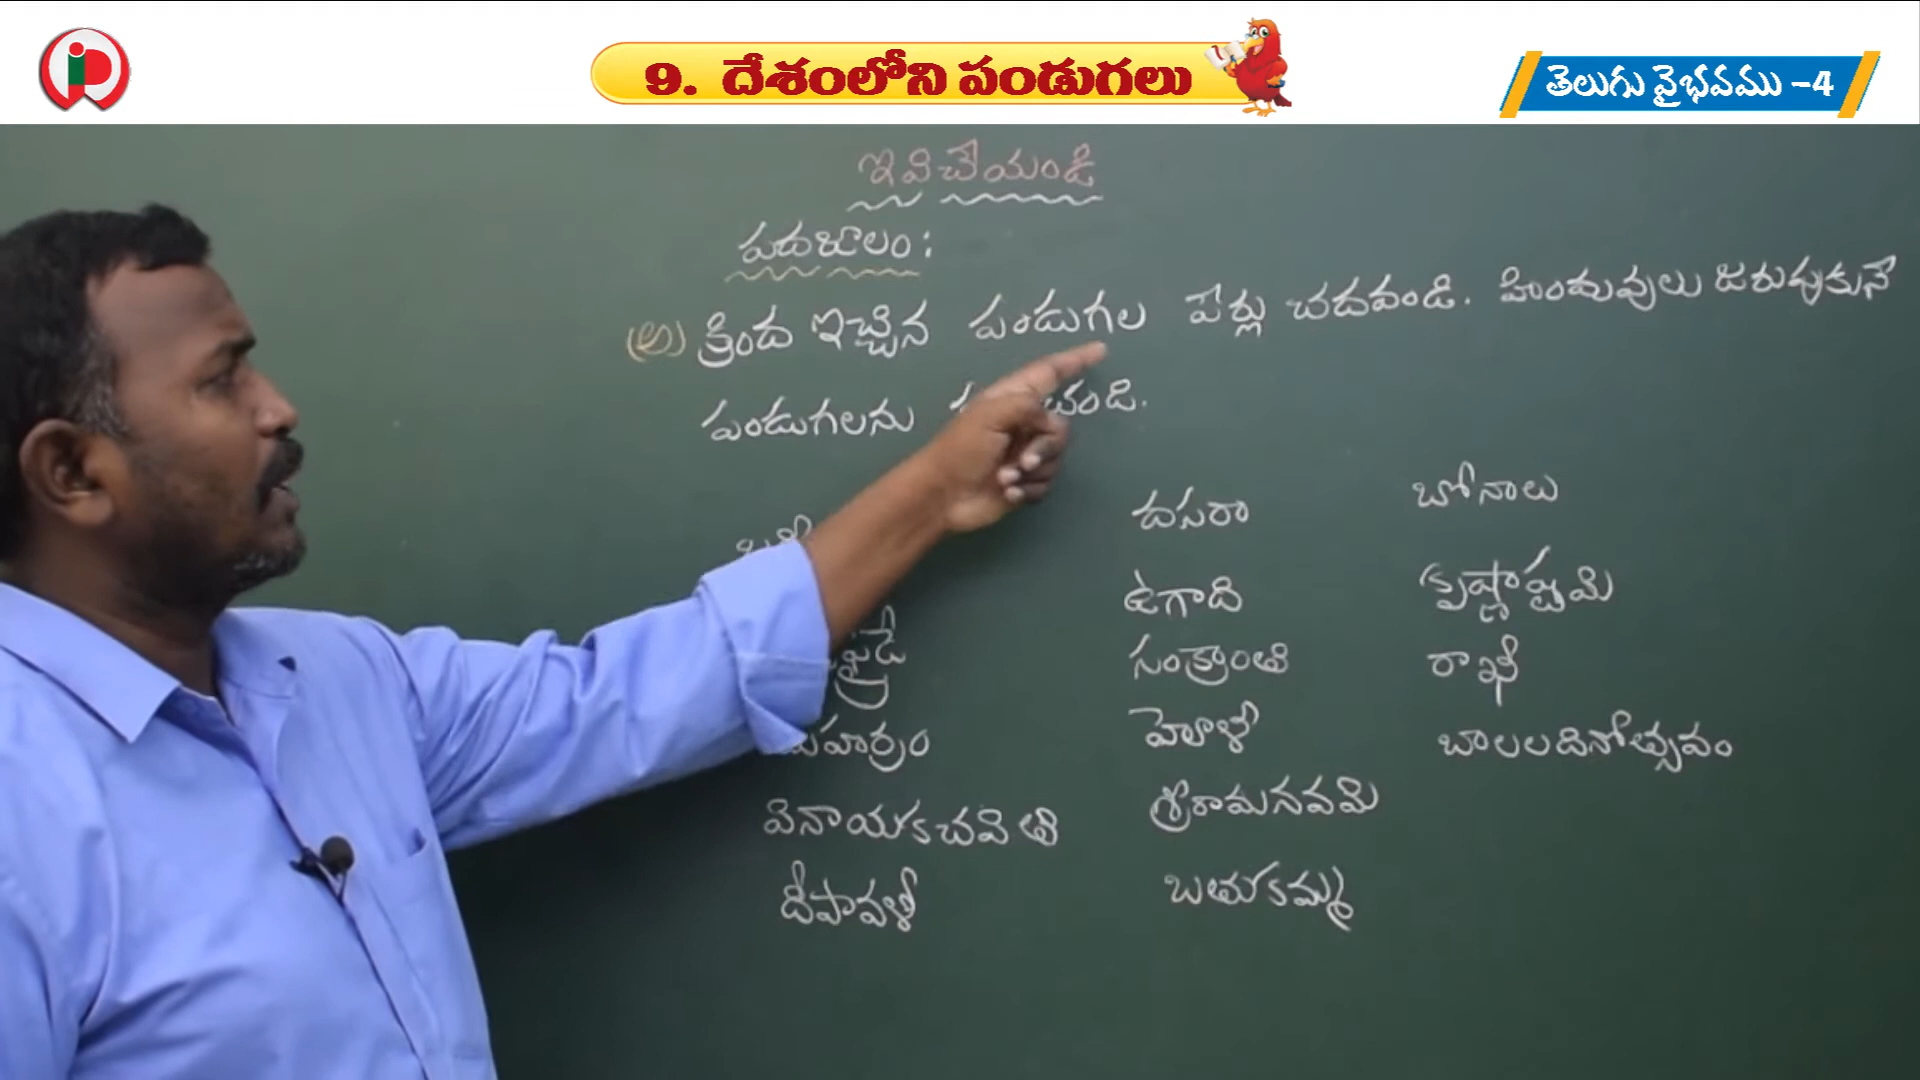 9. దేశంలోని పండుగలు
తెలుగు వైభవము -4
ఇవి చేయండి
పదజాలం :
(అ) క్రింద ఇచ్చిన పండుగల పేర్లు చదవండి. హిందువులు జరుపుకునే
పండుగలను
దసరా
బోనాలు
ఉగాది
కృష్ణాష్టమి
సంక్రాంతి
రాఖీ
హోళీ
బాలలదినోత్సవం
వినాయకచవితి
శ్రీరామనవమి
దీపావళీ
బతుకమ్మ